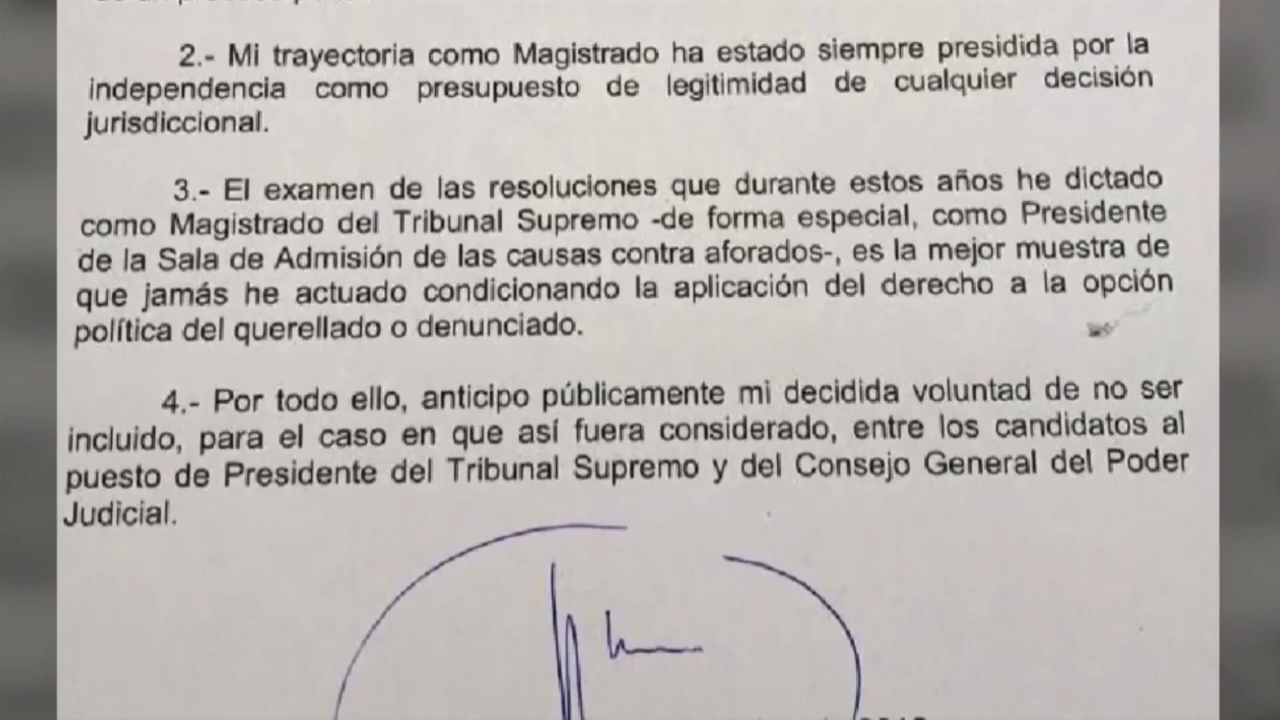 2.- Mi trayectoria como Magistrado ha estado siempre presidida por la
independencia como presupuesto de legitimidad de cualquier decisión
jurisdiccional.
3.- El examen de las resoluciones que durante estos años he dictado
como Magistrado del Tribunal Supremo -de forma especial, como Presidente
de la Sala de Admisión de las causas contra aforados-, es la mejor muestra de
que jamás he actuado condicionando la aplicación del derecho a la opción
política del querellado o denunciado.
4.- Por todo ello, anticipo públicamente mi decidida voluntad de no ser
incluido, para el caso en que así fuera considerado, entre los candidatos al
puesto de Presidente del Tribunal Supremo y del Consejo General del Poder
Judicial.